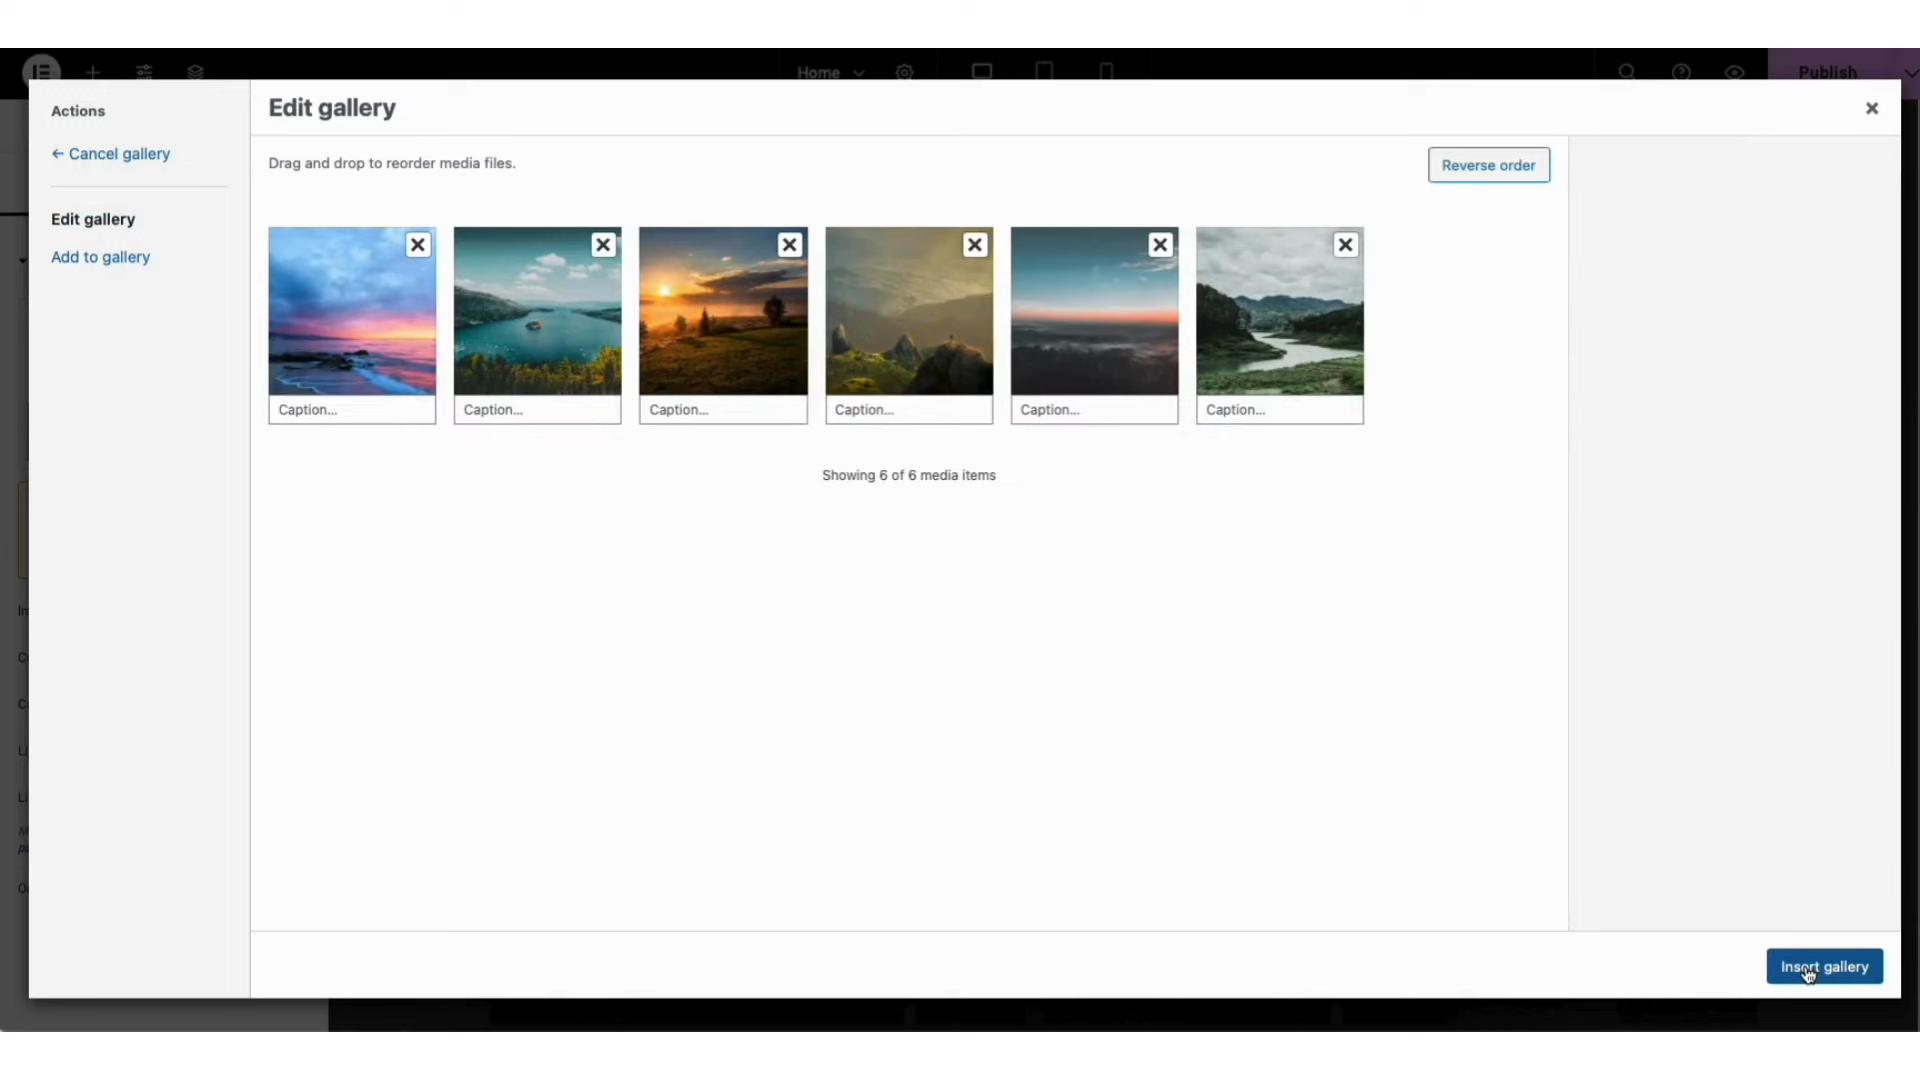 Home
Publish
Actions
← Cancel gallery
Edit gallery
Add to gallery
Edit gallery
Drag and drop to reorder media files.
Reverse order
Caption... Caption... Caption... Caption... Caption... Caption...
Showing 6 of 6 media items
Insert gallery